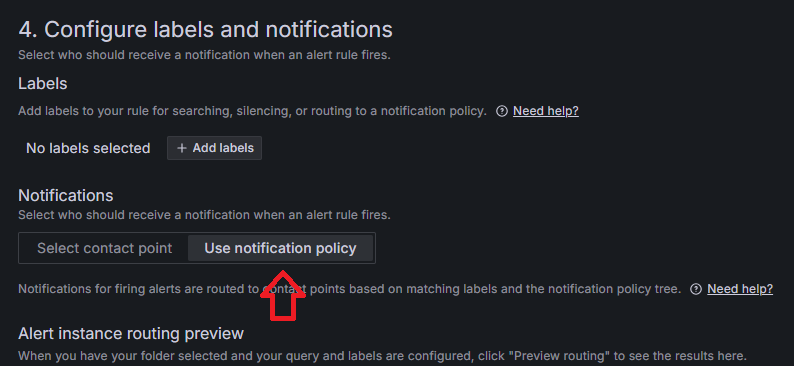 4. Configure labels and notifications
Select who should receive a notification when an alert rule fires.
Labels
Add labels to your rule for searching, silencing, or routing to a notification policy. Need help?
No labels selected + Add labels
Notifications
Select who should receive a notification when an alert rule fires.
Select contact point Use notification policy
Notifications for firing alerts are routed to contact points based on matching labels and the notification policy tree. Need help?
Alert instance routing preview
When you have your folder selected and your query and labels are configured, click "Preview routing" to see the results here.